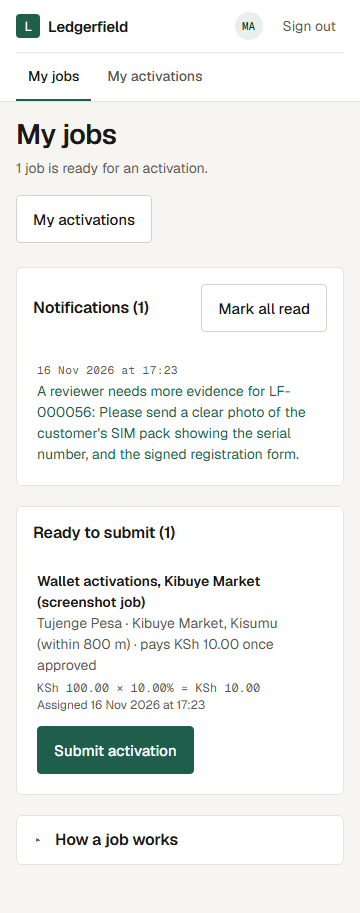 L Ledgerfield MA Sign out
My jobs My activations
My jobs
1 job is ready for an activation.
My activations
Notifications (1) Mark all read
16 Nov 2026 at 17:23
A reviewer needs more evidence for LF-
000056: Please send a clear photo of the
customer's SIM pack showing the serial
number, and the signed registration form.
Ready to submit (1)
Wallet activations, Kibuye Market
(screenshot job)
Tujenge Pesa · Kibuye Market, Kisumu
(within 800 m) · pays KSh 10.00 once
approved
KSh 100.00 × 10.00% = KSh 10.00
Assigned 16 Nov 2026 at 17:23
Submit activation
How a job works